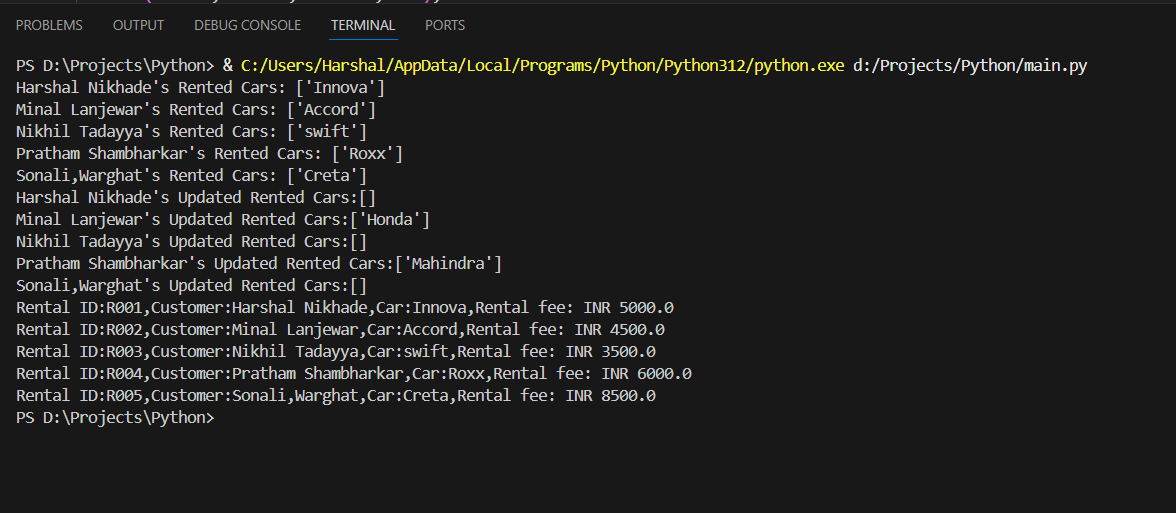 PROBLEMS OUTPUT DEBUG CONSOLE TERMINAL PORTS
PS D:\Projects\Python> & C:/Users/Harshal/AppData/Local/Programs/Python/Python312/python.exe d:/Projects/Python/main.py
Harshal Nikhade's Rented Cars: ['Innova']
Minal Lanjewar's Rented Cars: ['Accord']
Nikhil Tadayya's Rented Cars: ['swift']
Pratham Shambharkar's Rented Cars: ['Roxx']
Sonali,Warghat's Rented Cars: ['Creta']
Harshal Nikhade's Updated Rented Cars:[]
Minal Lanjewar's Updated Rented Cars:['Honda']
Nikhil Tadayya's Updated Rented Cars:[]
Pratham Shambharkar's Updated Rented Cars:['Mahindra']
Sonali,Warghat's Updated Rented Cars:[]
Rental ID:R001,Customer:Harshal Nikhade,Car:Innova,Rental fee: INR 5000.0
Rental ID:R002,Customer:Minal Lanjewar,Car:Accord,Rental fee: INR 4500.0
Rental ID:R003,Customer:Nikhil Tadayya,Car:swift,Rental fee: INR 3500.0
Rental ID:R004,Customer:Pratham Shambharkar,Car:Roxx,Rental fee: INR 6000.0
Rental ID:R005,Customer:Sonali,Warghat,Car:Creta,Rental fee: INR 8500.0
PS D:\Projects\Python>